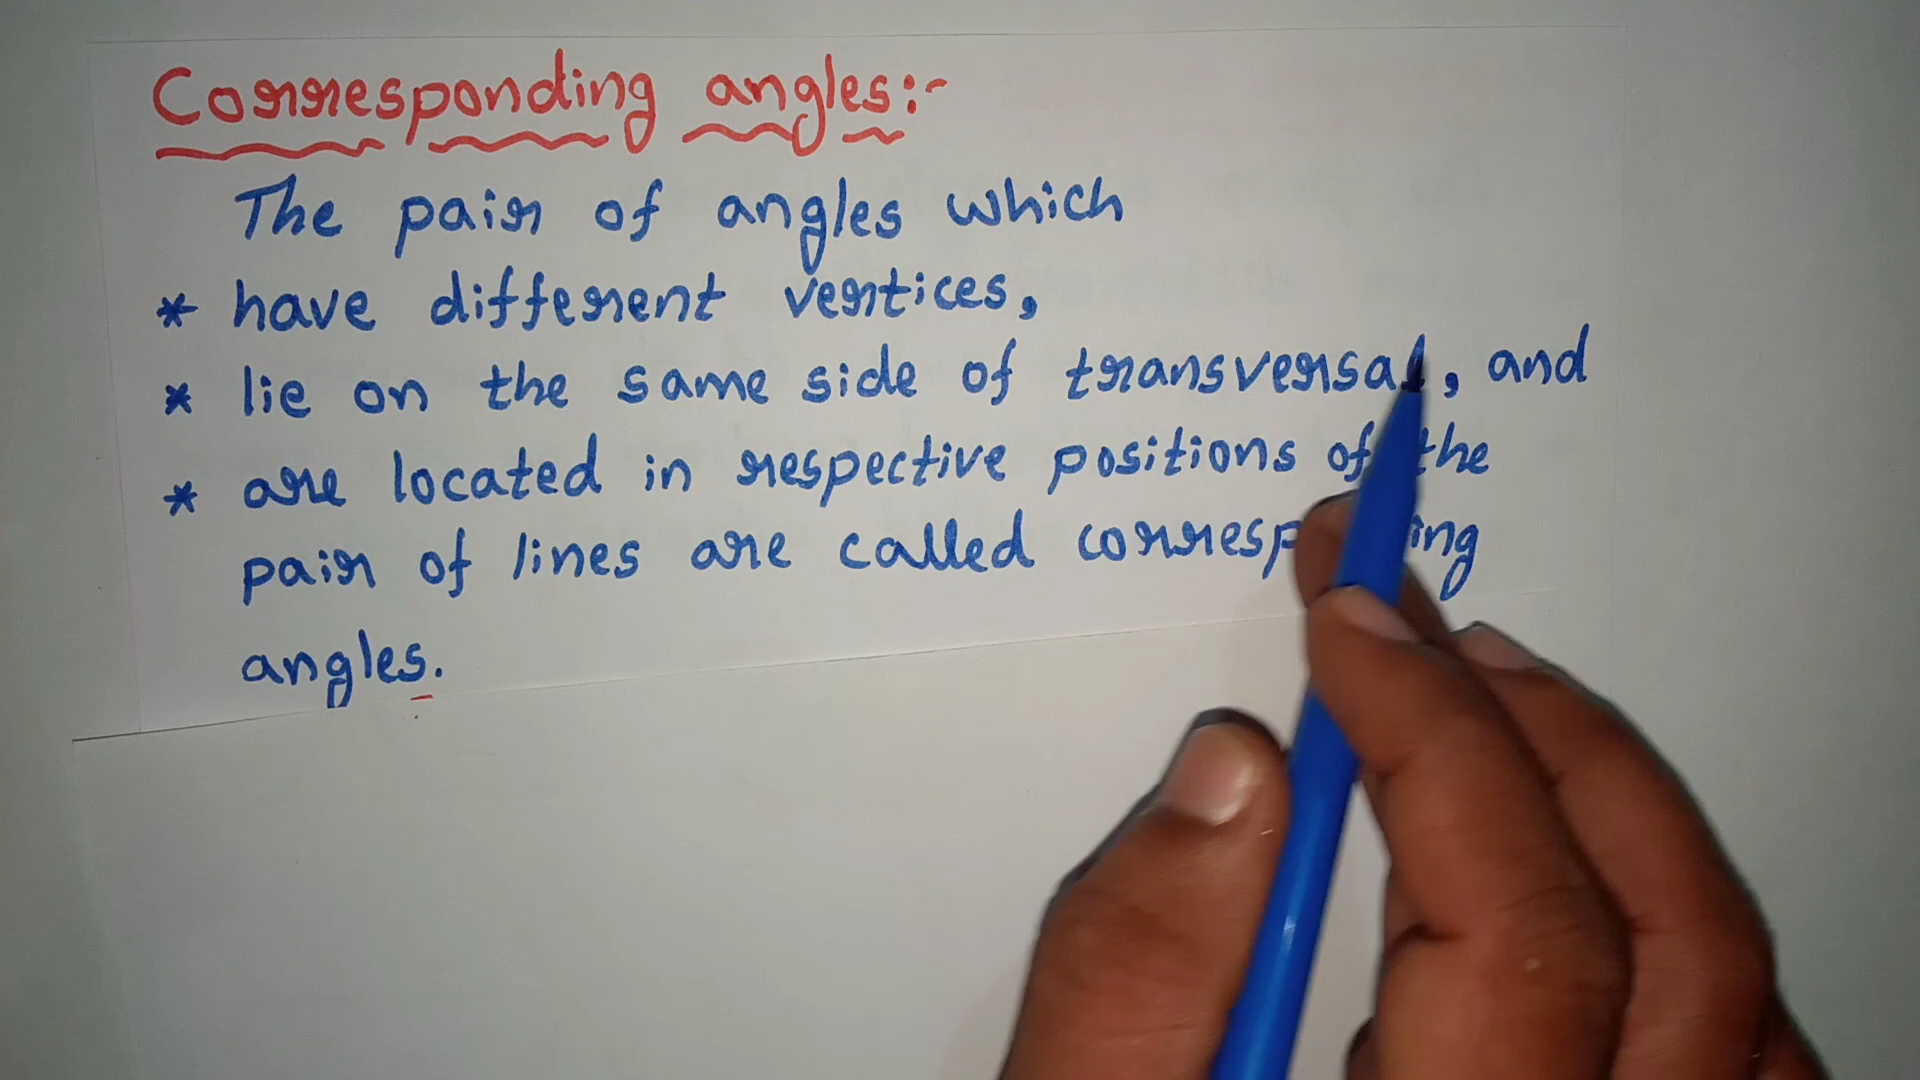 Corresponding angles:-
The pair of angles which
* have different vertices,
* lie on the same side of transversal, and
* are located in respective positions of the
pair of lines are called corresponding
angles.